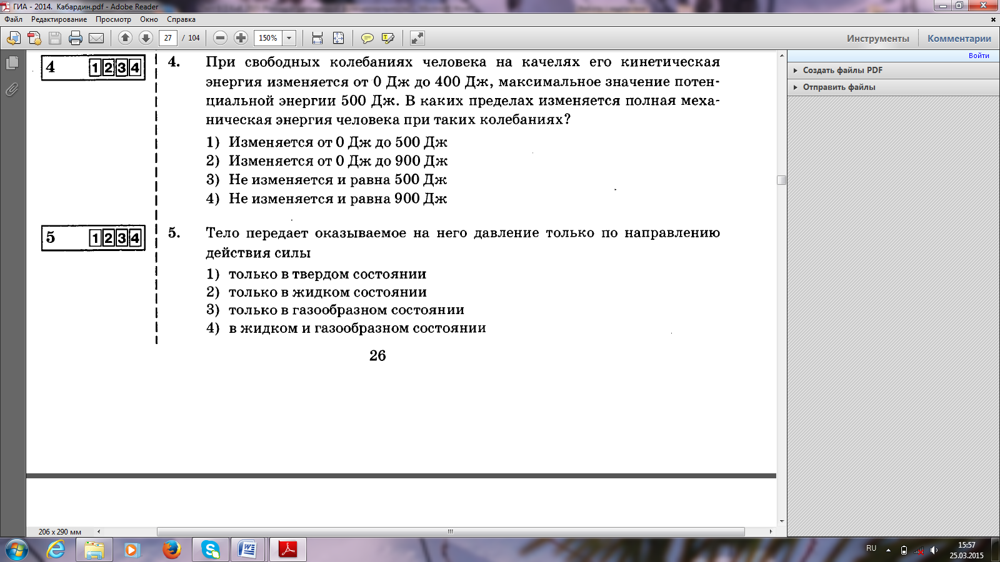 ГИА - 2014.  Кабардин.pdf - Adobe Reader
Файл Редактирование Просмотр Окно Справка
27 / 104 150% Инструменты Комментарии
Войти
Создать файлы PDF
Отправить файлы
4 1 2 3 4
4. При свободных колебаниях человека на качелях его кинетическая
энергия изменяется от 0 Дж до 400 Дж, максимальное значение потен-
циальной энергии 500 Дж. В каких пределах изменяется полная меха-
ническая энергия человека при таких колебаниях?
1) Изменяется от 0 Дж до 500 Дж
2) Изменяется от 0 Дж до 900 Дж
3) Не изменяется и равна 500 Дж
4) Не изменяется и равна 900 Дж
5 1 2 3 4
5. Тело передает оказываемое на него давление только по направлению
действия силы
1) только в твердом состоянии
2) только в жидком состоянии
3) только в газообразном состоянии
4) в жидком и газообразном состоянии
26
206 x 290 мм
RU 15:57
25.03.2015